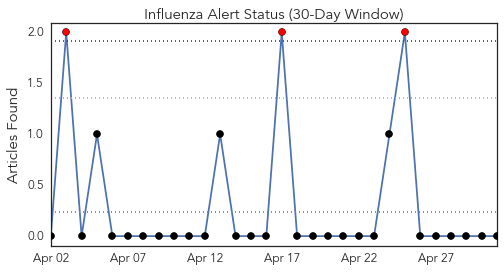 Influenza Alert Status (30-Day Window)
Articles Found
2.0
1.5
1.0
0.5
0.0
Apr 02 Apr 07 Apr 12 Apr 17 Apr 22 Apr 27